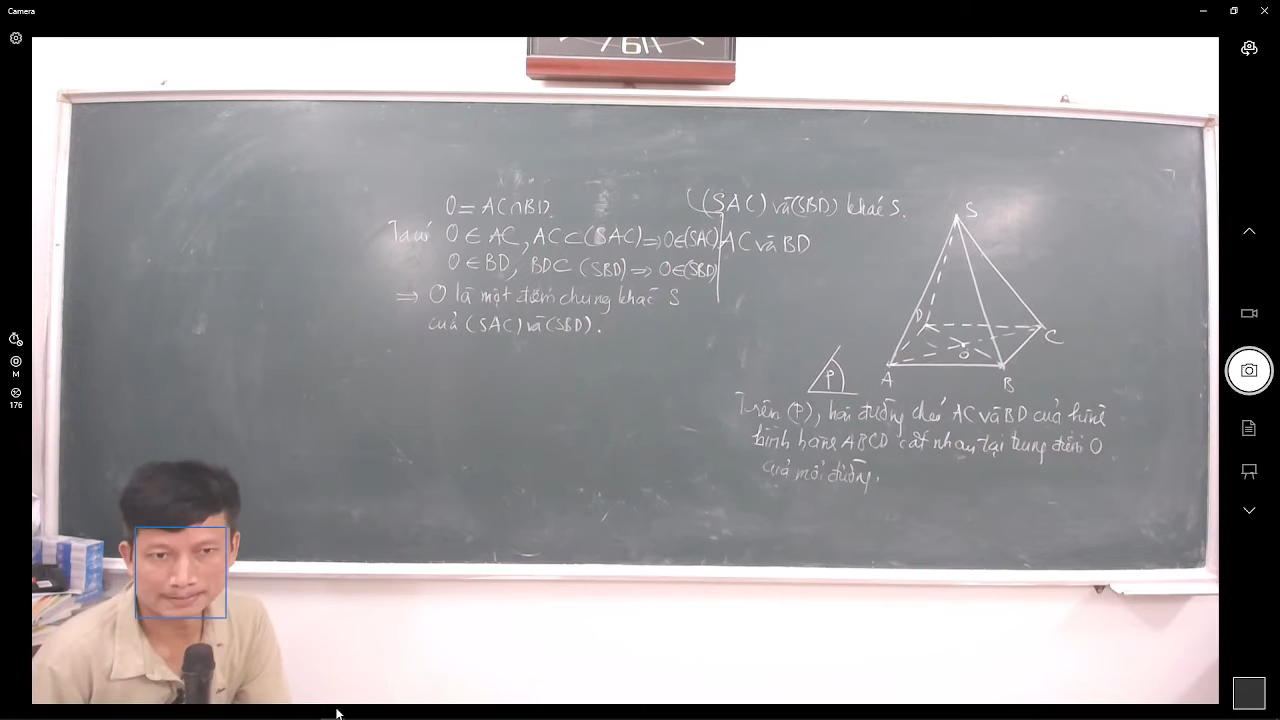 Camera
M
176
O = AC ∩ BD.
Ta có O ∈ AC, AC ⊂ (SAC) ⇒ O ∈ (SAC)
O ∈ BD, BD ⊂ (SBD) ⇒ O ∈ (SBD)
⇒ O là một điểm chung khác S
của (SAC) và (SBD).
(SAC) và (SBD) khác S.
AC và BD
S
D
C
O
A
B
P
Trên (P), hai đường chéo AC và BD của hình
bình hành ABCD cắt nhau tại trung điểm O
của mỗi đường.